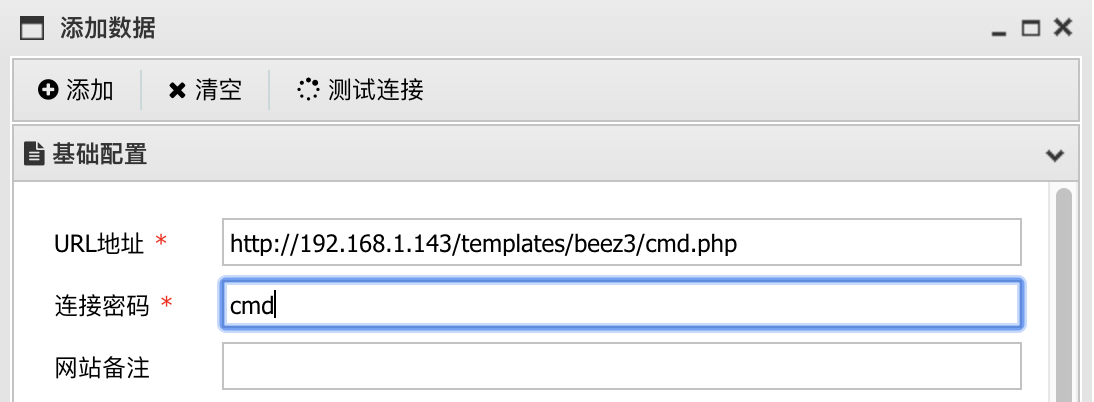 添加数据
添加 清空 测试连接
基础配置
URL地址 * http://192.168.1.143/templates/beez3/cmd.php
连接密码 * cmd
网站备注